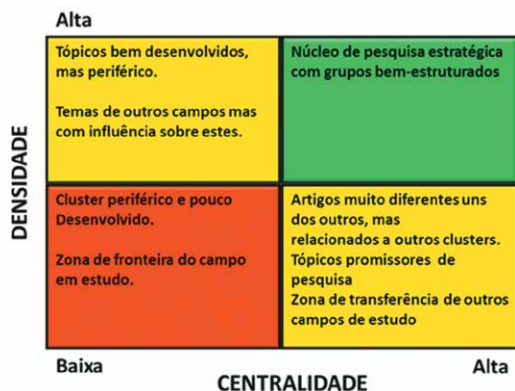 Alta
Tópicos bem desenvolvidos,
mas periférico.
Temas de outros campos mas
com influência sobre estes.
Núcleo de pesquisa estratégica
com grupos bem-estruturados
DENSIDADE
Cluster periférico e pouco
Desenvolvido.
Zona de fronteira do campo
em estudo.
Artigos muito diferentes uns
dos outros, mas
relacionados a outros clusters.
Tópicos promissores de
pesquisa
Zona de transferência de outros
campos de estudo
Baixa
CENTRALIDADE
Alta